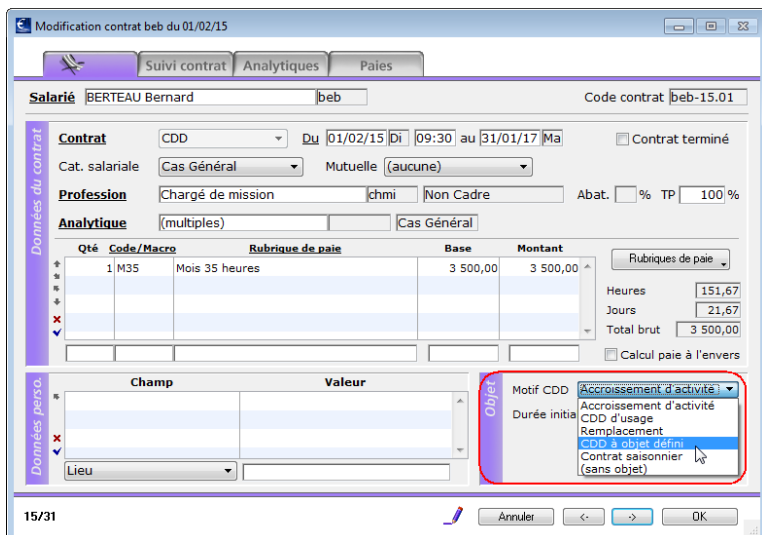 Modification contrat beb du 01/02/15
Suivi contrat Analytiques Paies
Salarié BERTEAU Bernard beb Code contrat beb-15.01
Données du contrat
Contrat CDD Du 01/02/15 Di 09:30 au 31/01/17 Ma Contrat terminé
Cat. salariale Cas Général Mutuelle (aucune)
Profession Chargé de mission chmi Non Cadre Abat. % TP 100 %
Analytique (multiples) Cas Général
Qté Code/Macro Rubrique de paie Base Montant
1 M35 Mois 35 heures 3 500,00 3 500,00
Rubriques de paie
Heures 151,67
Jours 21,67
Total brut 3 500,00
Calcul paie à l'envers
Données perso.
Champ Valeur
Lieu
Objet
Motif CDD Accroissement d'activité
Durée initia
Accroissement d'activité
CDD d'usage
Remplacement
CDD à objet défini
Contrat saisonnier
(sans objet)
15/31 Annuler <- -> OK